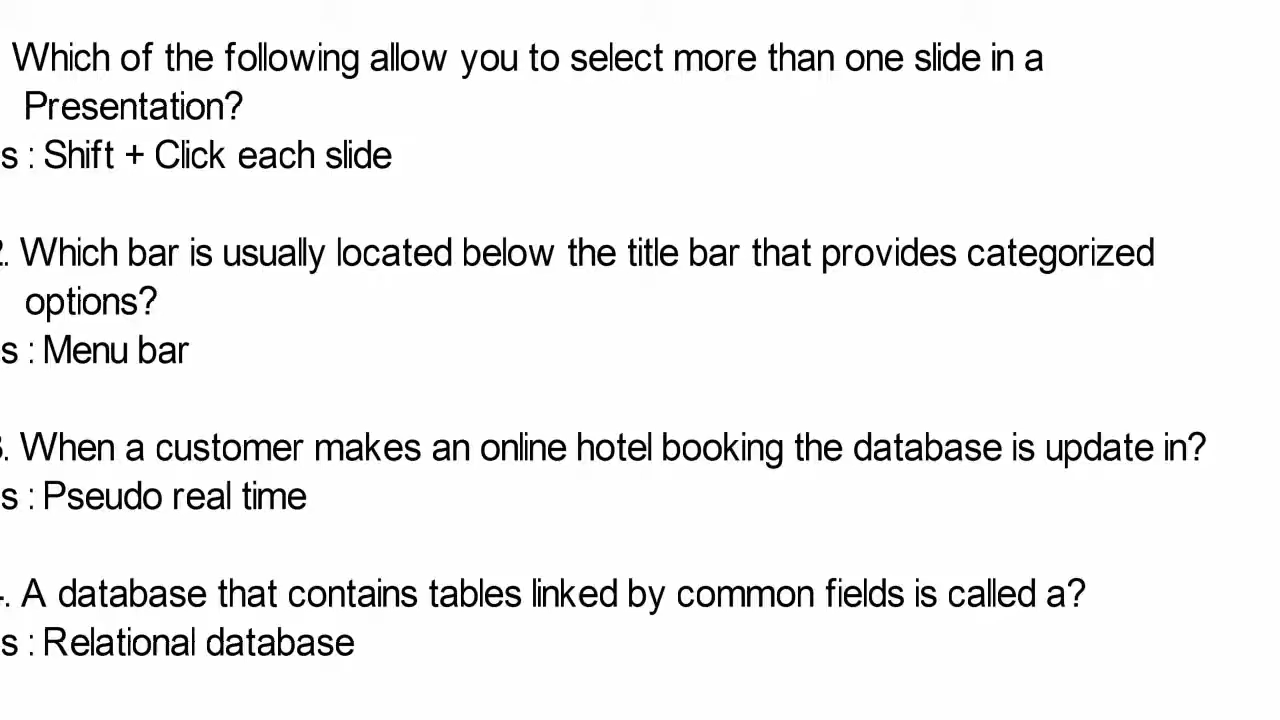 Which of the following allow you to select more than one slide in a
Presentation?
s : Shift + Click each slide
2. Which bar is usually located below the title bar that provides categorized
options?
s : Menu bar
3. When a customer makes an online hotel booking the database is update in?
s : Pseudo real time
. A database that contains tables linked by common fields is called a?
s : Relational database